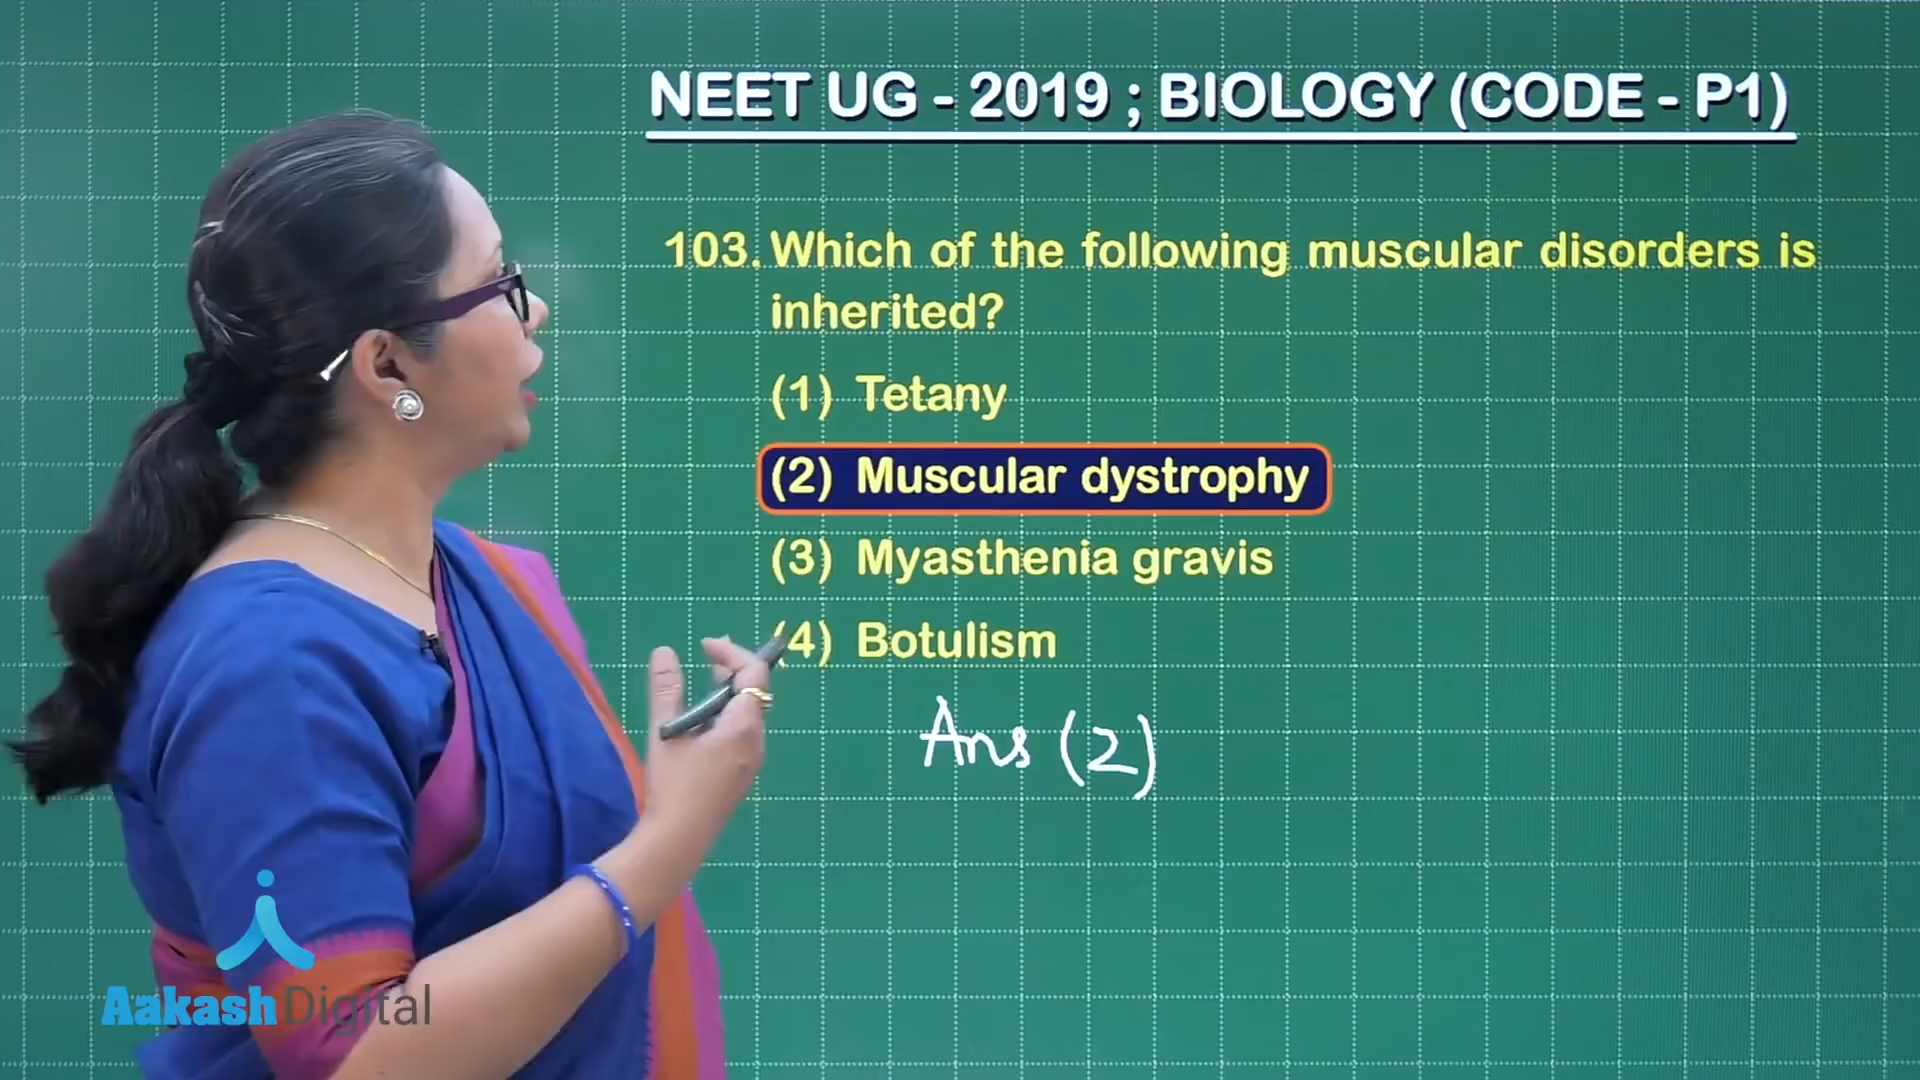 NEET UG - 2019 ; BIOLOGY (CODE - P1)
103. Which of the following muscular disorders is
inherited?
(1) Tetany
(2) Muscular dystrophy
(3) Myasthenia gravis
(4) Botulism
Ans (2)
Aakash Digital